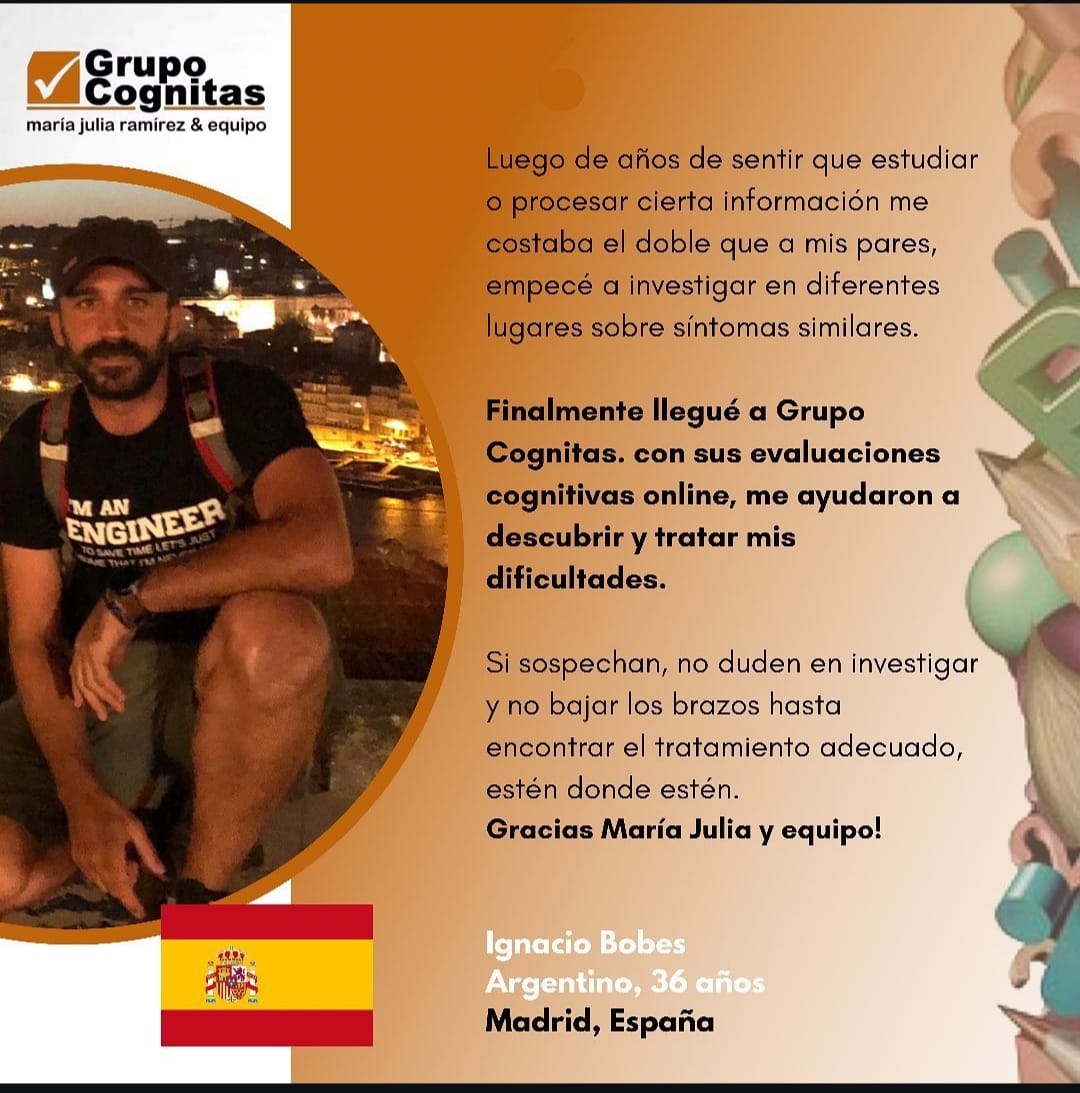 Grupo
Cognitas
maría julia ramírez & equipo
Luego de años de sentir que estudiar
o procesar cierta información me
costaba el doble que a mis pares,
empecé a investigar en diferentes
lugares sobre síntomas similares.
Finalmente llegué a Grupo
Cognitas. con sus evaluaciones
cognitivas online, me ayudaron a
descubrir y tratar mis
dificultades.
Si sospechan, no duden en investigar
y no bajar los brazos hasta
encontrar el tratamiento adecuado,
estén donde estén.
Gracias María Julia y equipo!
'M AN
ENGINEER
TO SAVE TIME LET'S JUST
THAT I'M
Ignacio Bobes
Argentino, 36 años
Madrid, España